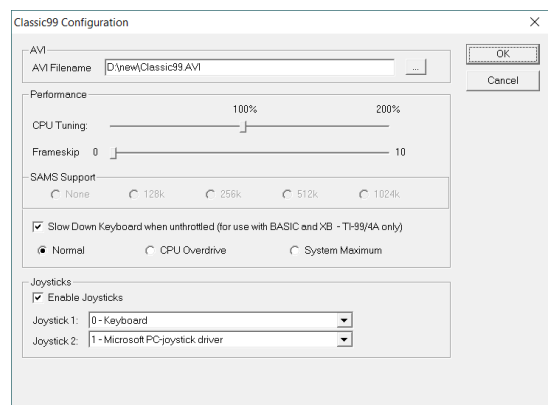 Classic99 Configuration
AVI
AVI Filename D:\new\Classic99.AVI ...
OK
Cancel
Performance
100% 200%
CPU Tuning:
Frameskip 0 10
SAMS Support
None 128k 256k 512k 1024k
Slow Down Keyboard when unthrottled (for use with BASIC and XB - TI-99/4A only)
Normal CPU Overdrive System Maximum
Joysticks
Enable Joysticks
Joystick 1: 0 - Keyboard
Joystick 2: 1 - Microsoft PC-joystick driver